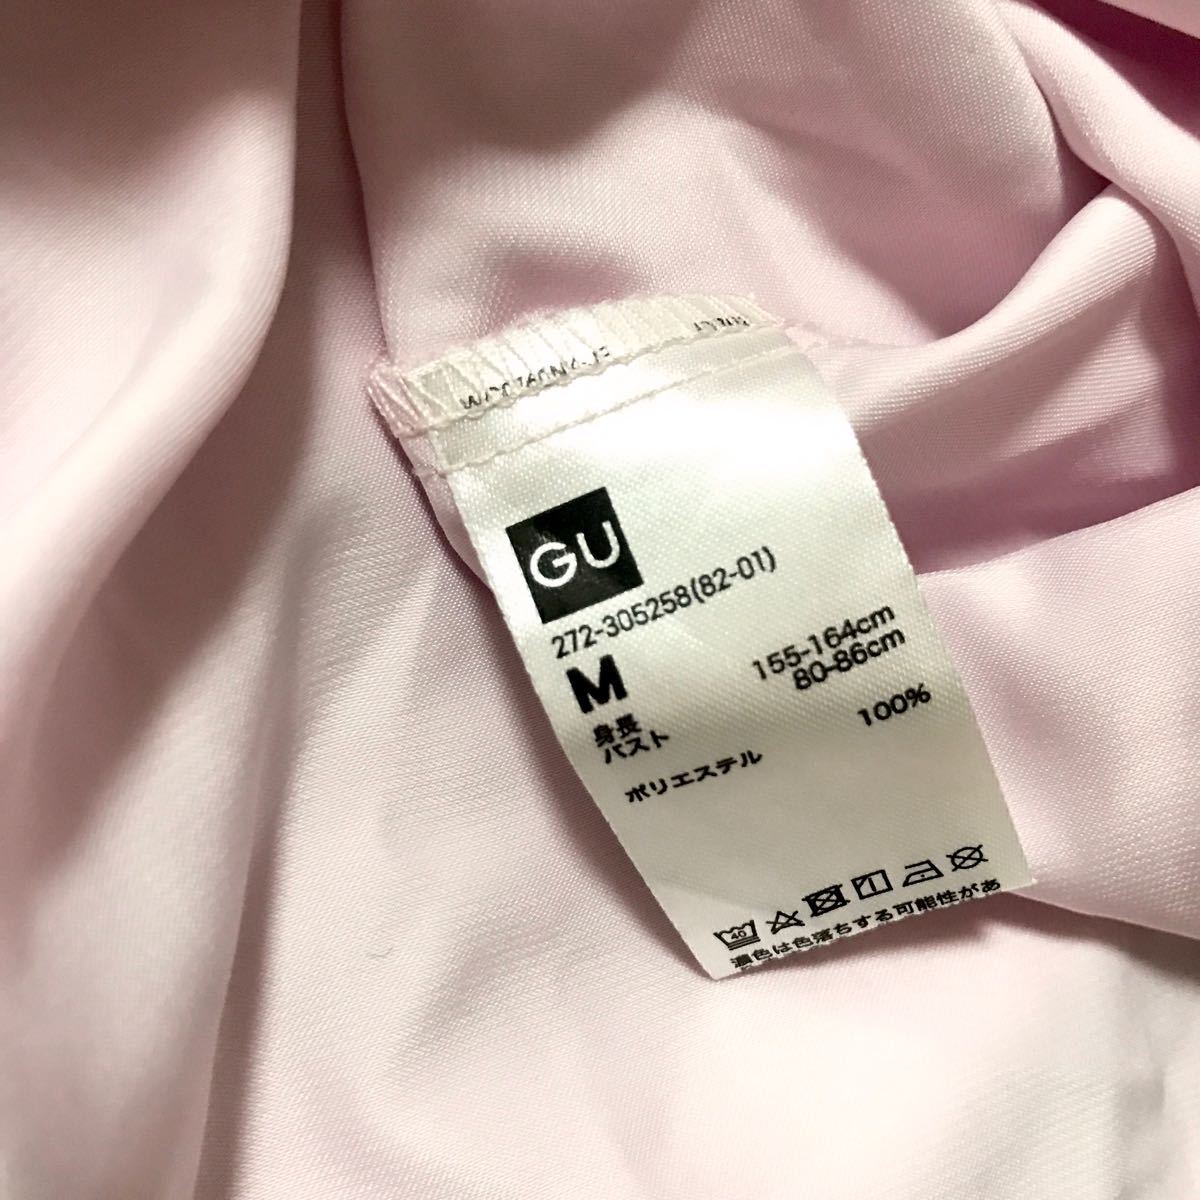 GU
272-305258(82-01)
M
身長 155-164cm
バスト 80-86cm
ポリエステル 100%
40
濃色は色落ちする可能性があ